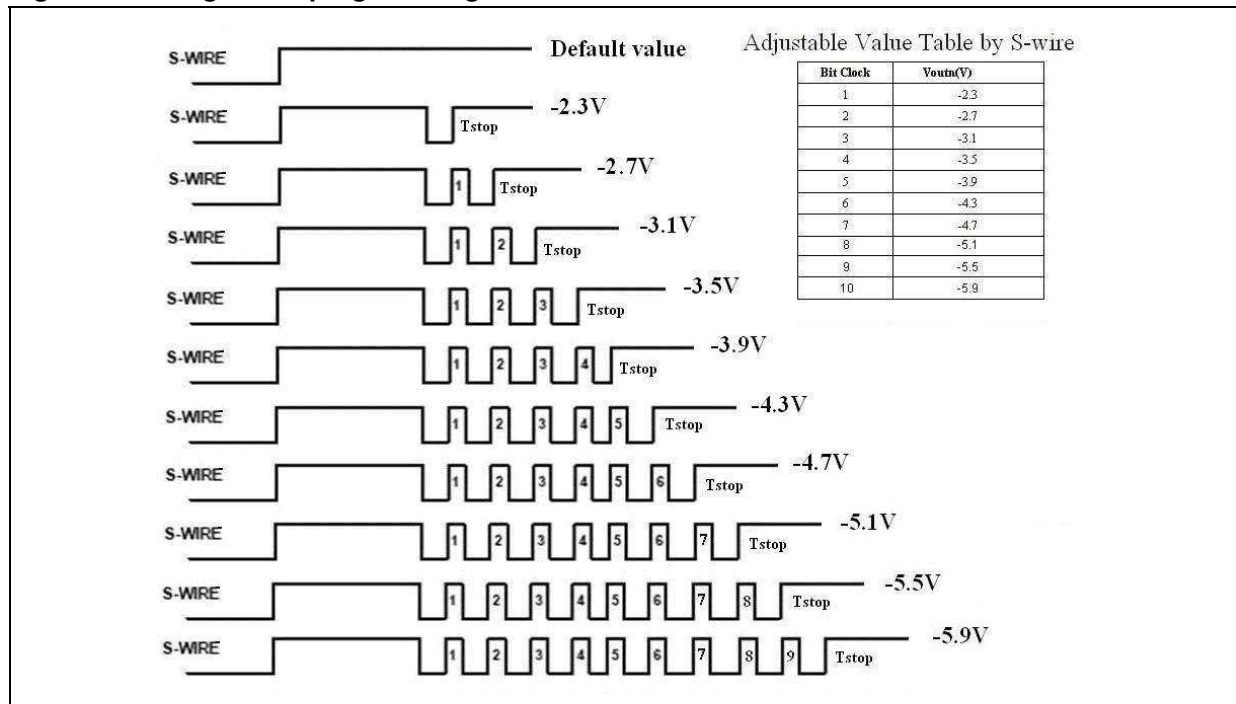 S-WIRE Default value
S-WIRE Tstop -2.3V
S-WIRE 1 Tstop -2.7V
S-WIRE 1 2 Tstop -3.1V
S-WIRE 1 2 3 Tstop -3.5V
S-WIRE 1 2 3 4 Tstop -3.9V
S-WIRE 1 2 3 4 5 Tstop -4.3V
S-WIRE 1 2 3 4 5 6 Tstop -4.7V
S-WIRE 1 2 3 4 5 6 7 Tstop -5.1V
S-WIRE 1 2 3 4 5 6 7 8 Tstop -5.5V
S-WIRE 1 2 3 4 5 6 7 8 9 Tstop -5.9V
Adjustable Value Table by S-wire
Bit Clock Voutn(V)
1 -2.3
2 -2.7
3 -3.1
4 -3.5
5 -3.9
6 -4.3
7 -4.7
8 -5.1
9 -5.5
10 -5.9